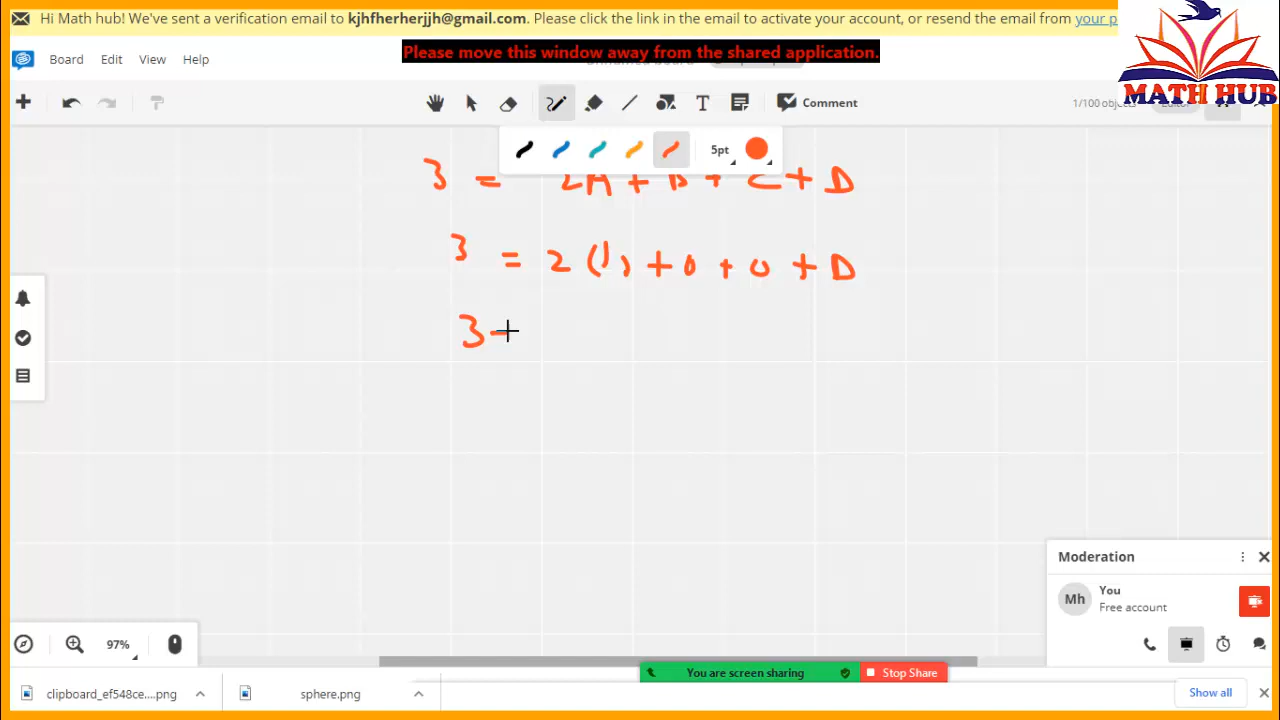 Hi Math hub! We've sent a verification email to kjhfherherjjh@gmail.com. Please click the link in the email to activate your account, or resend the email from your p
MATH HUB
Board Edit View Help
Please move this window away from the shared application.
Comment
1/100 objec
5pt
3 = 2A + B + C + D
3 = 2 (1) + 0 + 0 + D
3 -
Moderation
Mh You
Free account
97%
You are screen sharing Stop Share
clipboard_ef548ce....png sphere.png Show all